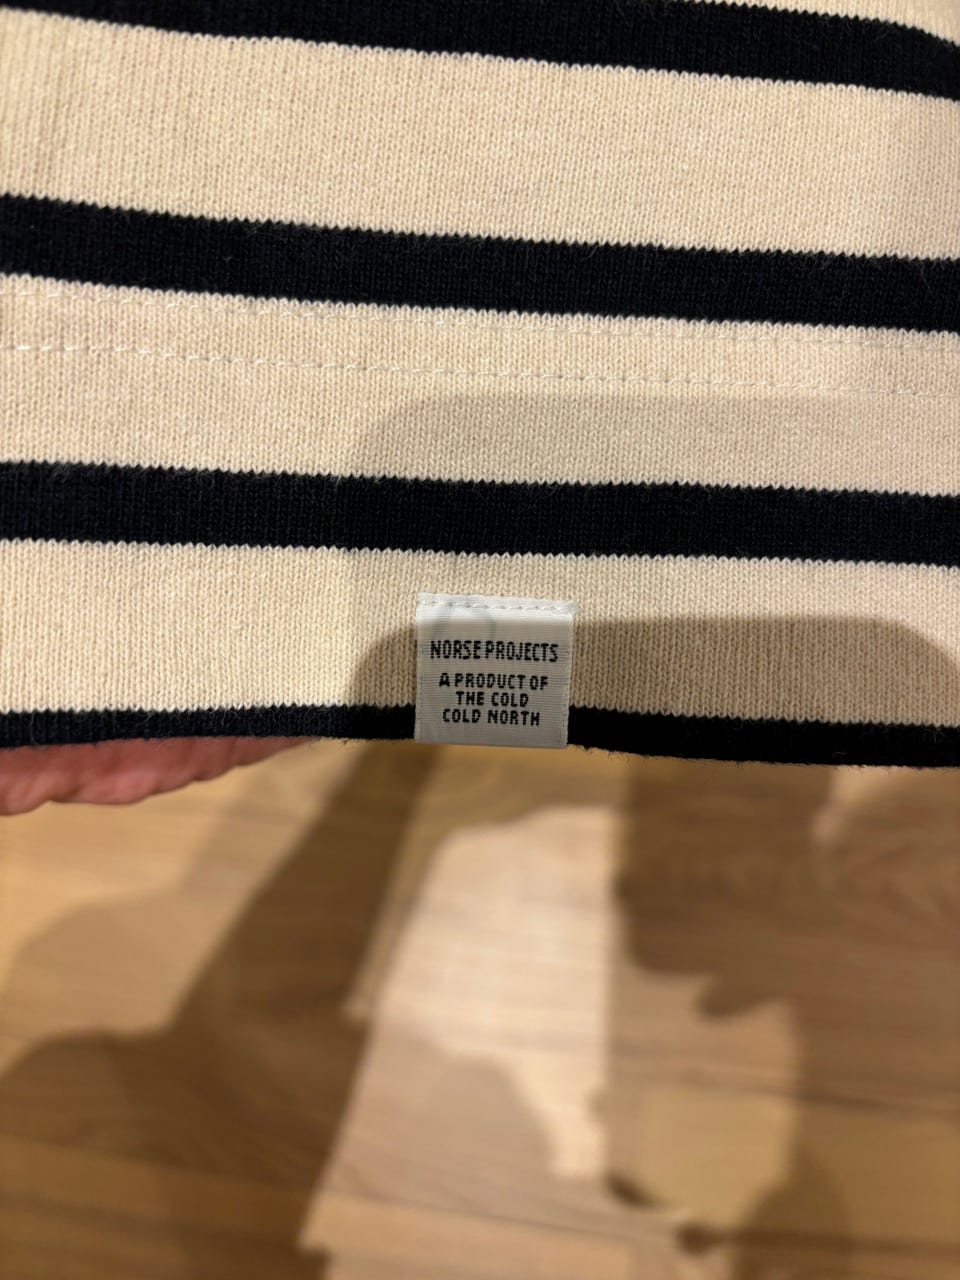 NORSE PROJECTS
A PRODUCT OF
THE COLD
COLD NORTH